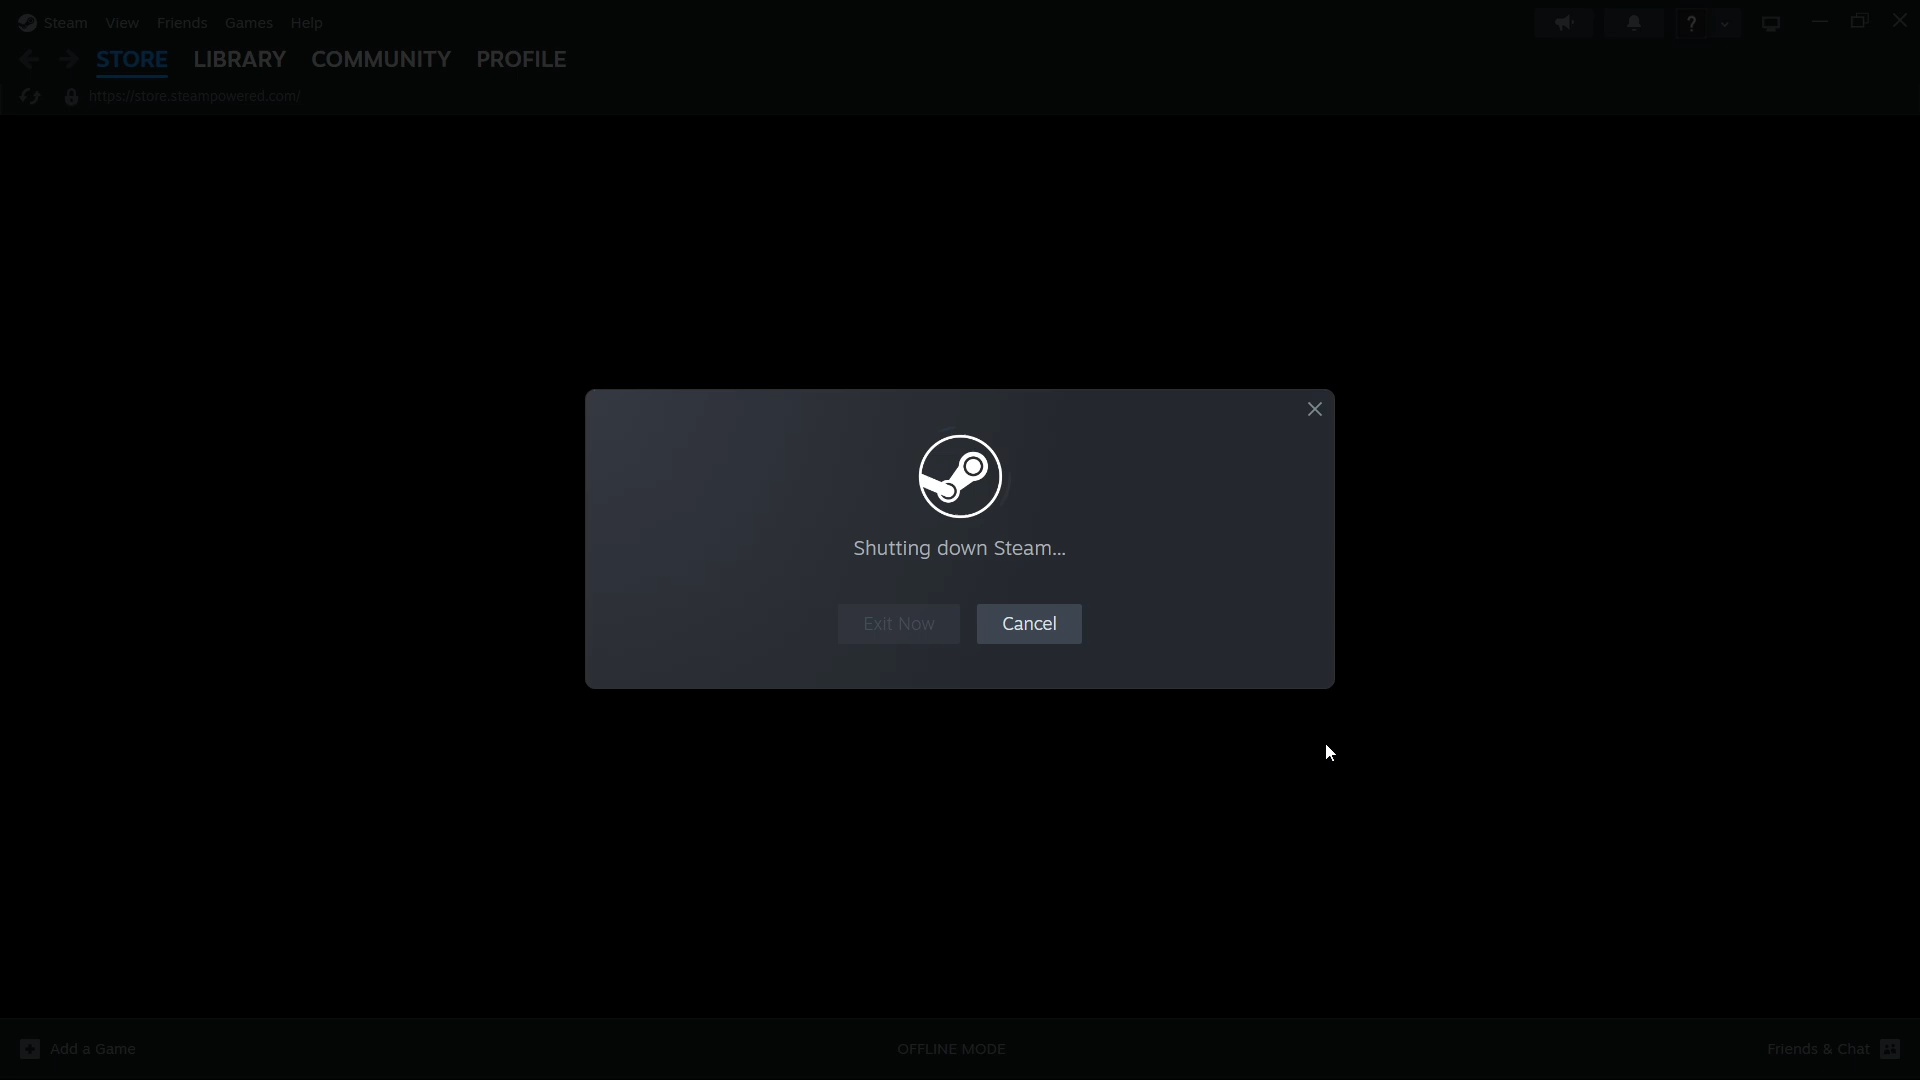 Steam View Friends Games Help
?
STORE LIBRARY COMMUNITY PROFILE
https://store.steampowered.com/
Shutting down Steam...
Exit Now Cancel
Add a Game OFFLINE MODE Friends & Chat